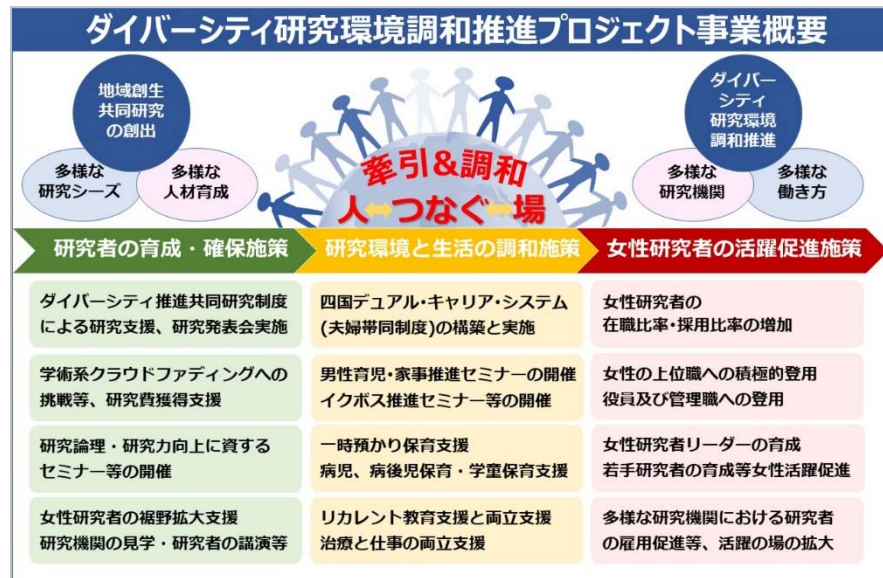 ダイバーシティ研究環境調和推進プロジェクト事業概要
地域創生
共同研究
の創出
多様な
研究シーズ
多様な
人材育成
牽引&調和
人⇔つなぐ⇔場
ダイバー
シティ
研究環境
調和推進
多様な
研究機関
多様な
働き方
研究者の育成・確保施策
研究環境と生活の調和施策
女性研究者の活躍促進施策
ダイバーシティ推進共同研究制度
による研究支援、研究発表会実施
学術系クラウドファディングへの
挑戦等、研究費獲得支援
研究論理・研究力向上に資する
セミナー等の開催
女性研究者の裾野拡大支援
研究機関の見学・研究者の講演等
四国デュアル・キャリア・システム
(夫婦帯同制度)の構築と実施
男性育児・家事推進セミナーの開催
イクボス推進セミナー等の開催
一時預かり保育支援
病児、病後児保育・学童保育支援
リカレント教育支援と両立支援
治療と仕事の両立支援
女性研究者の
在職比率・採用比率の増加
女性の上位職への積極的登用
役員及び管理職への登用
女性研究者リーダーの育成
若手研究者の育成等女性活躍促進
多様な研究機関における研究者
の雇用促進等、活躍の場の拡大